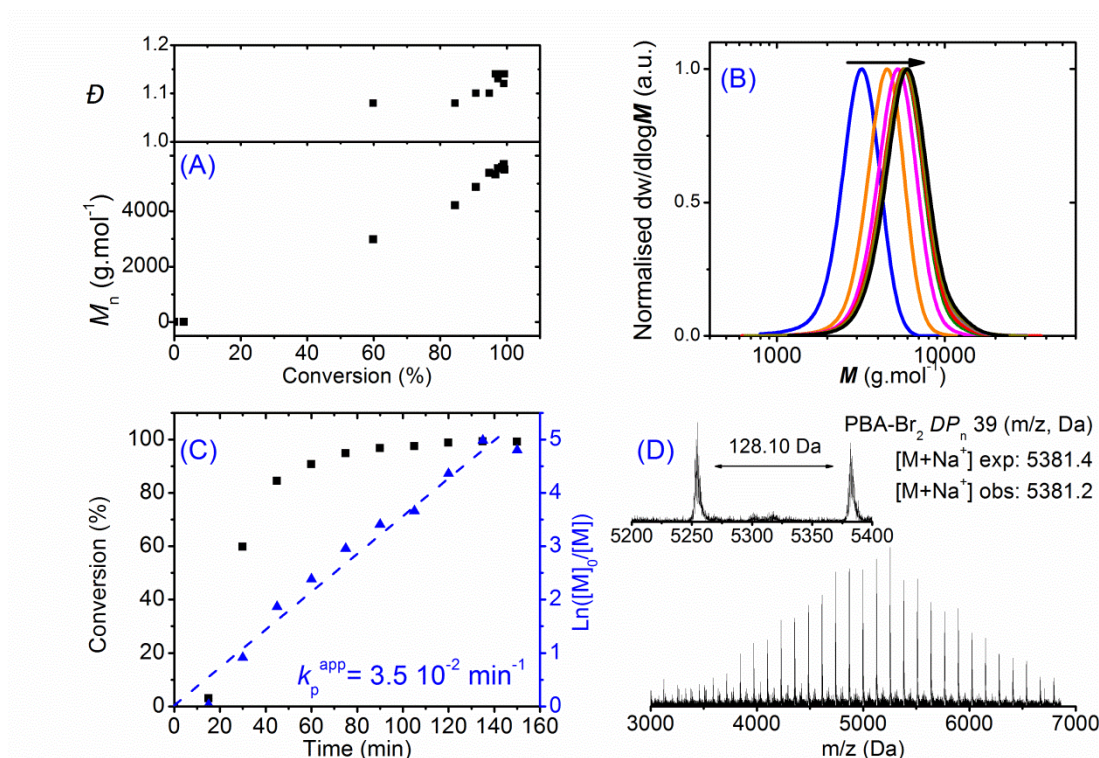 1.2
1.1
1.0
Đ
(A)
4000
2000
0
Mn (g.mol-1)
0 20 40 60 80 100
Conversion (%)
(B)
1.0
0.5
0.0
Normalised dw/dlogM (a.u.)
1000 10000
M (g.mol-1)
(C)
100
80
60
40
20
0
Conversion (%)
5
4
3
2
1
0
Ln([M]0/[M])
kp app = 3.5 10-2 min-1
0 20 40 60 80 100 120 140 160
Time (min)
(D)
PBA-Br2 DPn 39 (m/z, Da)
[M+Na+] exp: 5381.4
[M+Na+] obs: 5381.2
128.10 Da
5200 5250 5300 5350 5400
3000 4000 5000 6000 7000
m/z (Da)